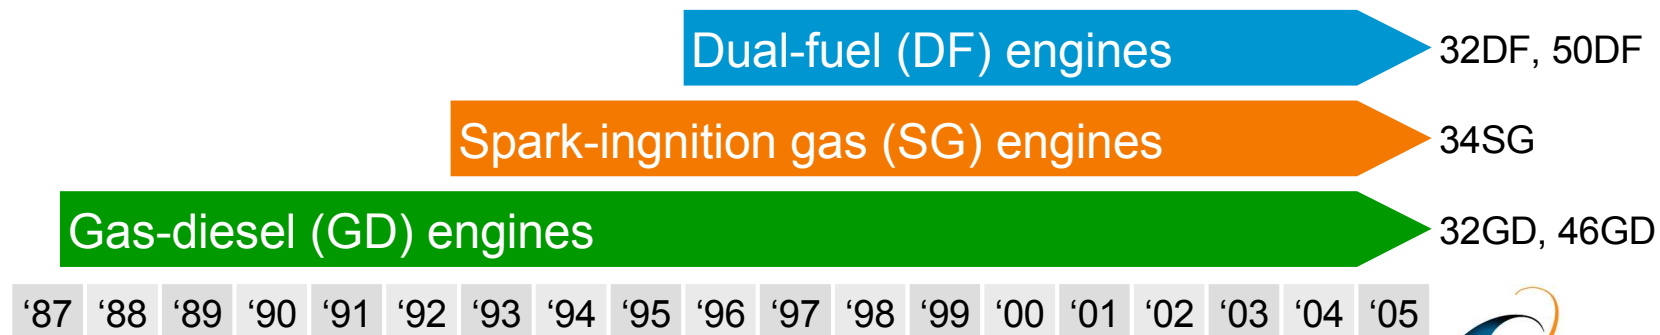 Dual-fuel (DF) engines 32DF, 50DF
Spark-ingnition gas (SG) engines 34SG
Gas-diesel (GD) engines 32GD, 46GD
‘87 ‘88 ‘89 ‘90 ‘91 ‘92 ‘93 ‘94 ‘95 ‘96 ‘97 ‘98 ‘99 ‘00 ‘01 ‘02 ‘03 ‘04 ‘05